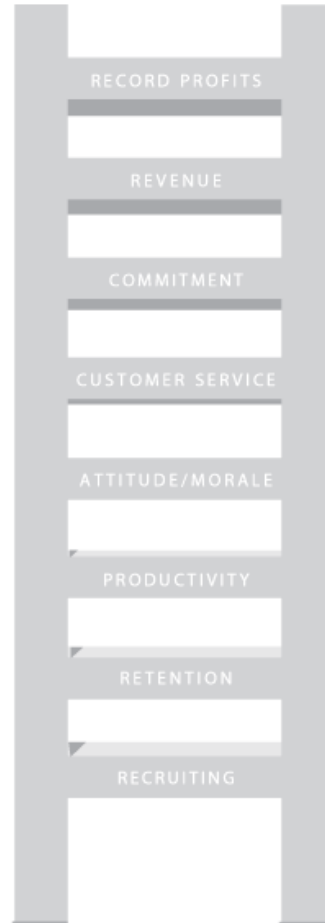 RECORD PROFITS
REVENUE
COMMITMENT
CUSTOMER SERVICE
ATTITUDE/MORALE
PRODUCTIVITY
RETENTION
RECRUITING